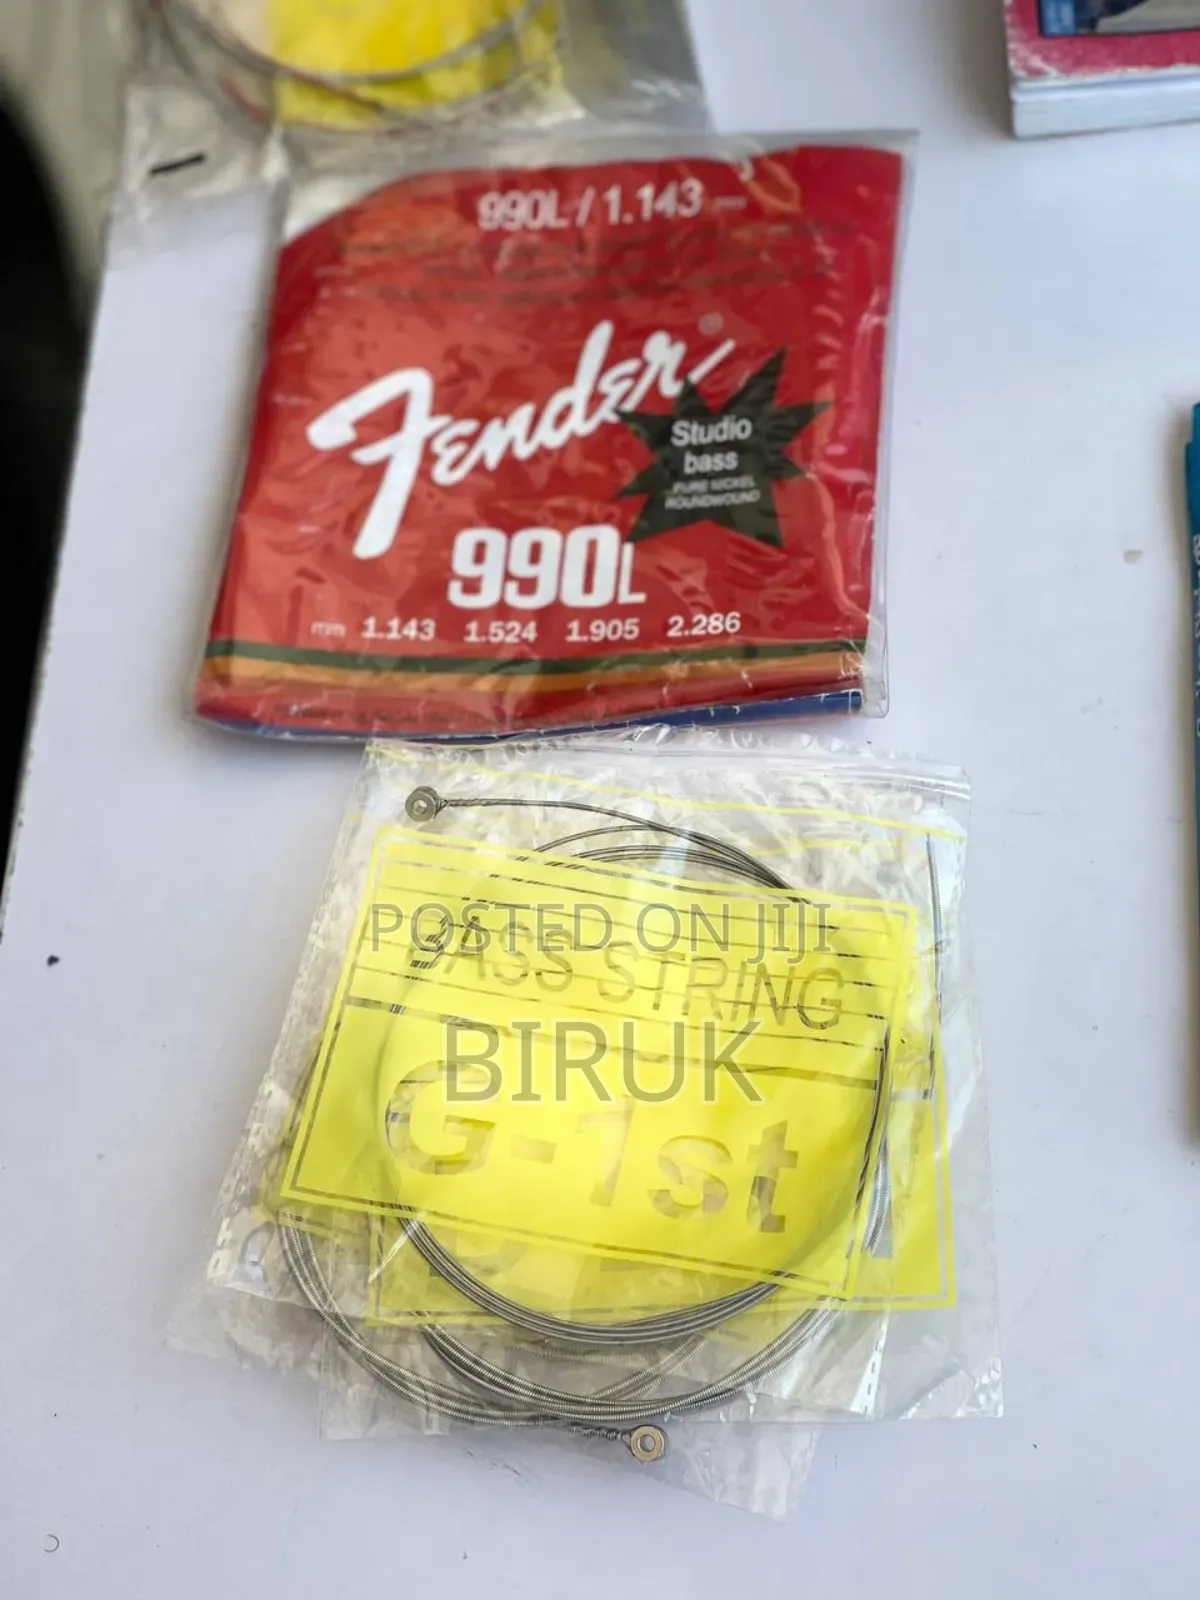 990L / 1.143
Fender®
Studio
bass
PURE NICKEL
ROUNDWOUND
990L
mm 1.143 1.524 1.905 2.286
POSTED ON JIJI
BASS STRING
BIRUK
G-1st